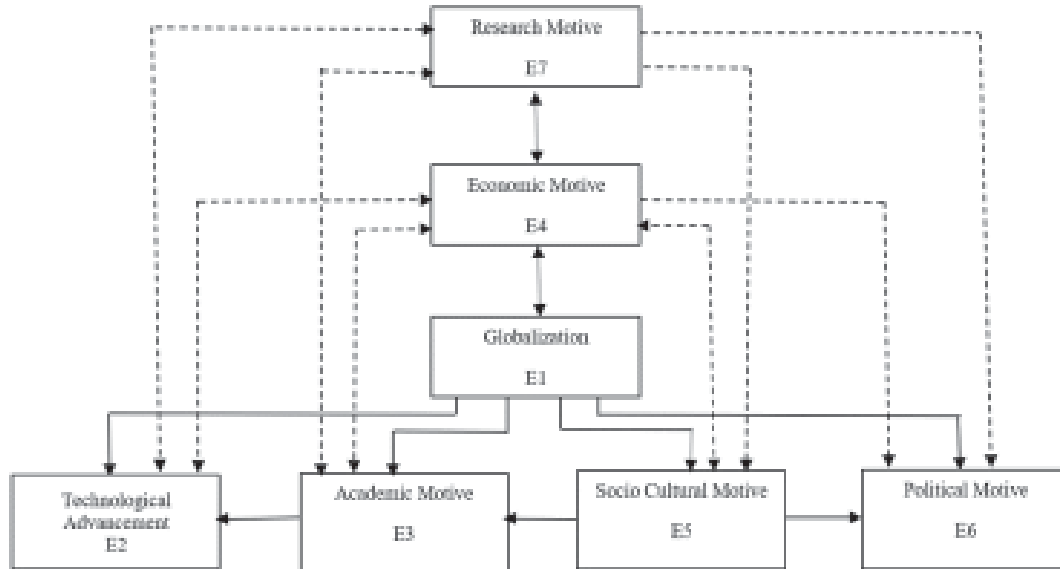 Research Motive
E7
Economic Motive
E4
Globalization
E1
Technological
Advancement
E2
Academic Motive
E3
Socio Cultural Motive
E5
Political Motive
E6